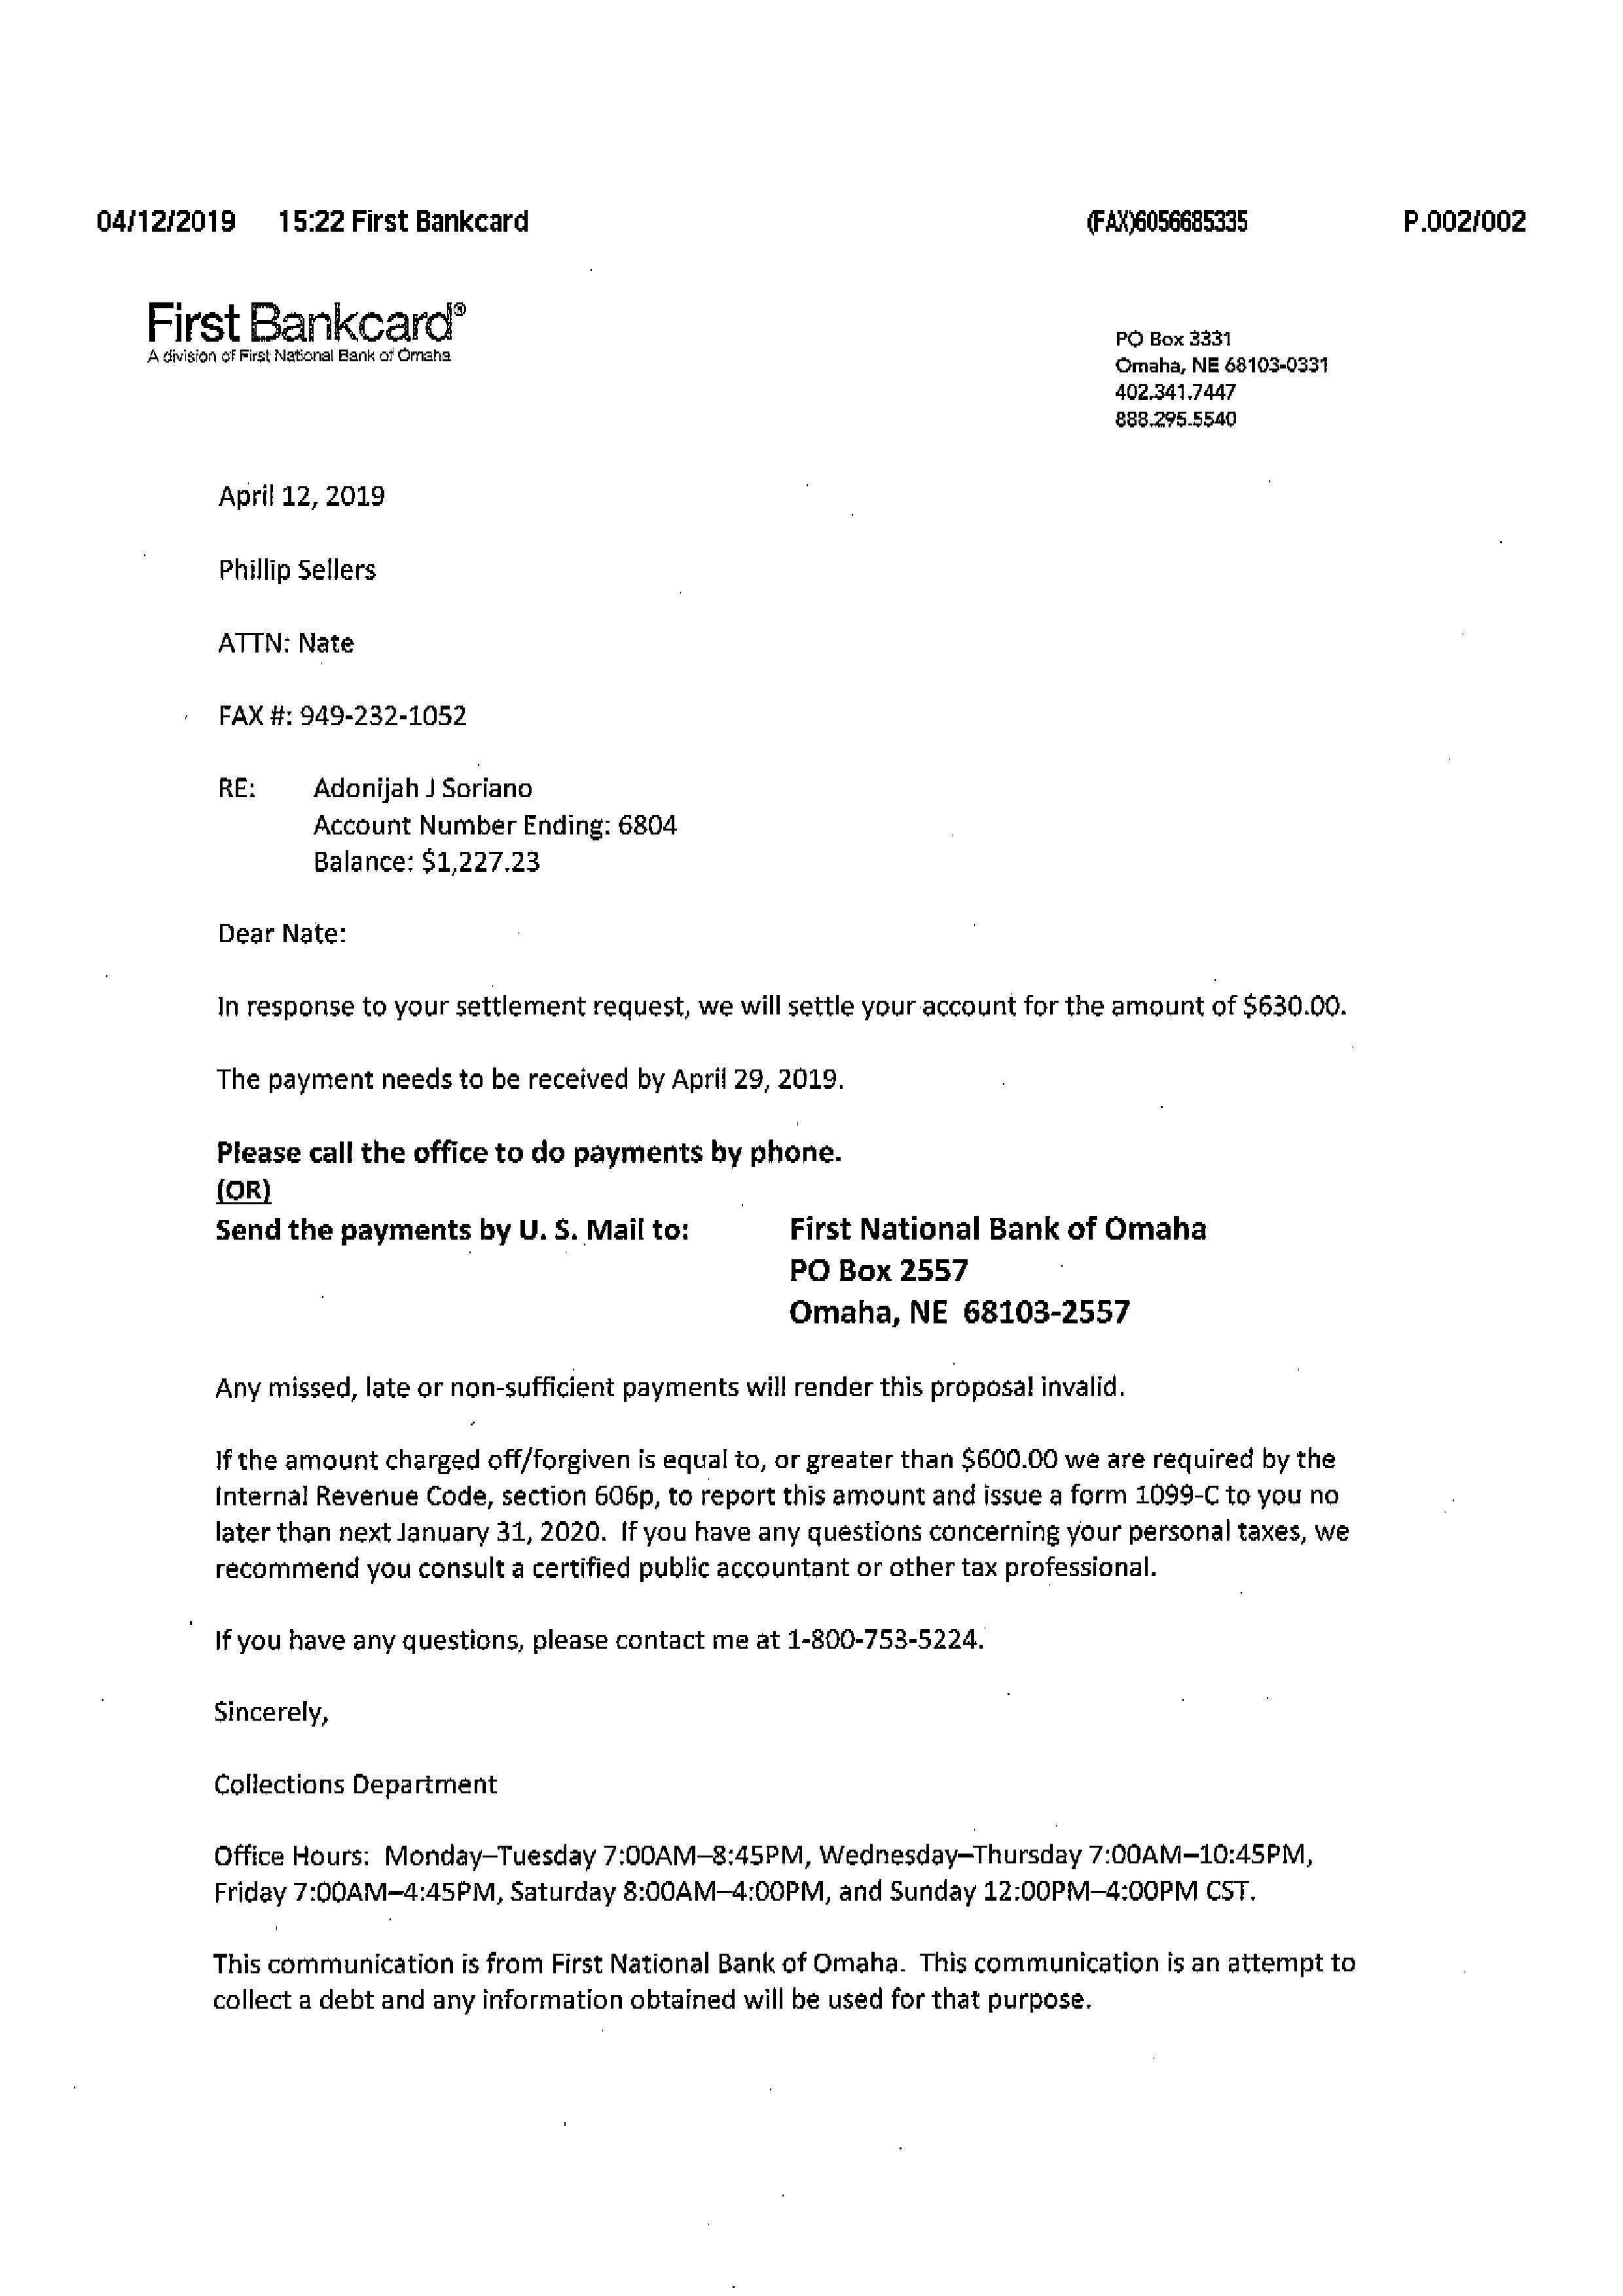 04/12/2019 15:22 First Bankcard (FAX)6056685335 P.002/002
First Bankcard®
A division of First National Bank of Omaha
PO Box 3331
Omaha, NE 68103-0331
402.341.7447
888.295.5540
April 12, 2019
Phillip Sellers
ATTN: Nate
FAX #: 949-232-1052
RE: Adonijah J Soriano
Account Number Ending: 6804
Balance: $1,227.23
Dear Nate:
In response to your settlement request, we will settle your account for the amount of $630.00.
The payment needs to be received by April 29, 2019.
Please call the office to do payments by phone.
(OR)
Send the payments by U. S. Mail to: First National Bank of Omaha
PO Box 2557
Omaha, NE 68103-2557
Any missed, late or non-sufficient payments will render this proposal invalid.
If the amount charged off/forgiven is equal to, or greater than $600.00 we are required by the
Internal Revenue Code, section 606p, to report this amount and issue a form 1099-C to you no
later than next January 31, 2020. If you have any questions concerning your personal taxes, we
recommend you consult a certified public accountant or other tax professional.
If you have any questions, please contact me at 1-800-753-5224.
Sincerely,
Collections Department
Office Hours: Monday–Tuesday 7:00AM–8:45PM, Wednesday–Thursday 7:00AM–10:45PM,
Friday 7:00AM–4:45PM, Saturday 8:00AM–4:00PM, and Sunday 12:00PM–4:00PM CST.
This communication is from First National Bank of Omaha. This communication is an attempt to
collect a debt and any information obtained will be used for that purpose.